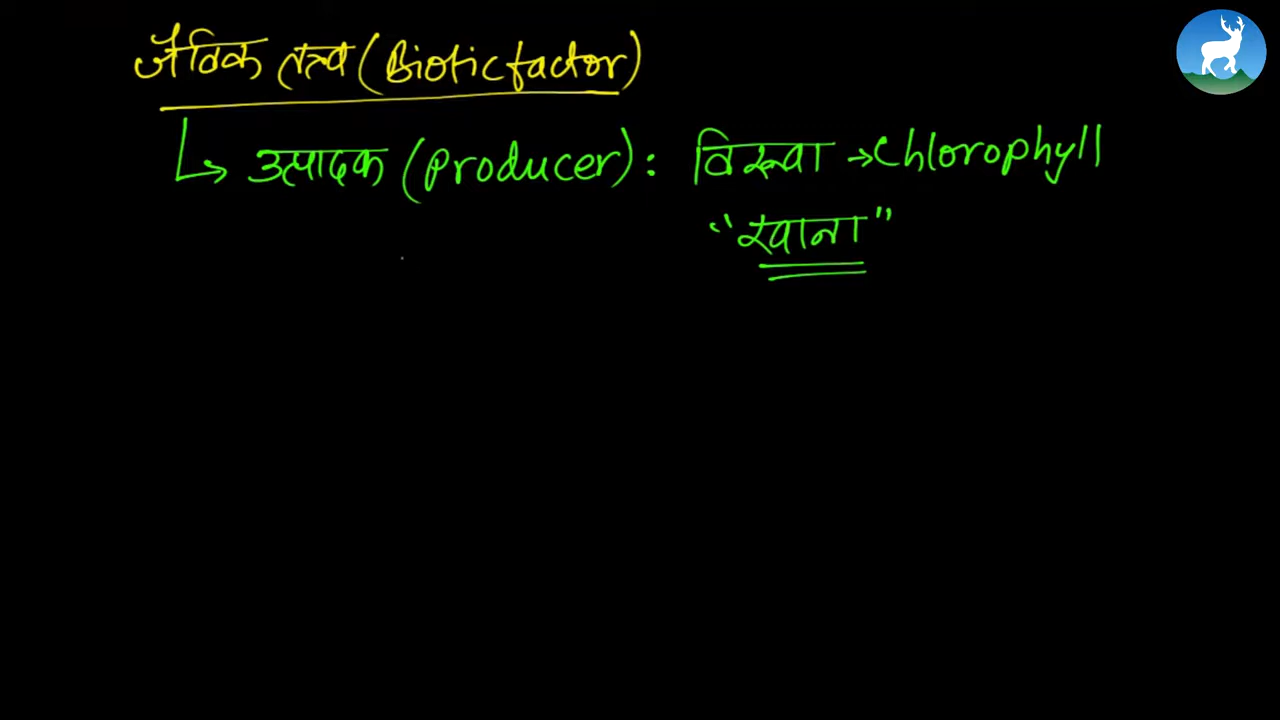 जैविक तत्त्व (Biotic factor)
↳ उत्पादक (Producer) : विरुवा → Chlorophyll
"खाना"